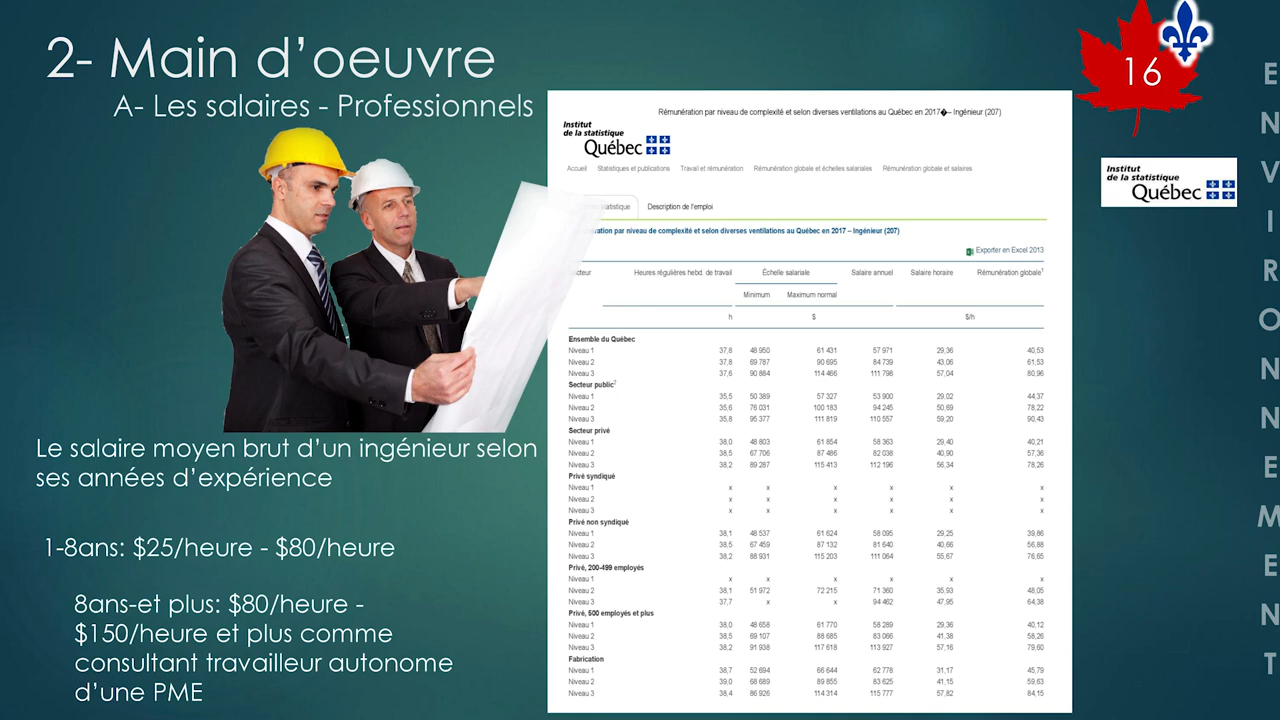 2- Main d'oeuvre
A- Les salaires - Professionnels
16
ENVIRONNEMENT
Institut
de la statistique
Québec
Rémunération par niveau de complexité et selon diverses ventilations au Québec en 2017�– Ingénieur (207)
Institut
de la statistique
Québec
Accueil Statistiques et publications Travail et rémunération Rémunération globale et échelles salariales Rémunération globale et salaires
Description de l'emploi
par niveau de complexité et selon diverses ventilations au Québec en 2017 – Ingénieur (207)
Exporter en Excel 2013
Heures régulières hebd. de travail Échelle salariale Salaire annuel Salaire horaire Rémunération globale1
Minimum Maximum normal
h $ $/h
Ensemble du Québec
Niveau 1 37,8 48 950 61 431 57 971 29,36 40,53
Niveau 2 37,8 69 787 90 695 84 739 43,06 61,53
Niveau 3 37,6 90 884 114 466 111 798 57,04 80,96
Secteur public2
Niveau 1 35,5 50 389 57 327 53 900 29,02 44,37
Niveau 2 35,6 76 031 100 183 94 245 50,69 78,22
Niveau 3 35,8 95 377 111 819 110 557 59,20 90,43
Secteur privé
Niveau 1 38,0 48 803 61 854 58 363 29,40 40,21
Niveau 2 38,5 67 706 87 486 82 038 40,90 57,36
Niveau 3 38,2 89 287 115 413 112 196 56,34 78,26
Privé syndiqué
Niveau 1 x x x x x x
Niveau 2 x x x x x x
Niveau 3 x x x x x x
Privé non syndiqué
Niveau 1 38,1 48 537 61 624 58 095 29,25 39,86
Niveau 2 38,5 67 459 87 132 81 640 40,66 56,88
Niveau 3 38,2 88 931 115 203 111 064 55,67 76,65
Privé, 200-499 employés
Niveau 1 x x x x x x
Niveau 2 38,1 51 972 72 215 71 360 35,93 48,05
Niveau 3 37,7 x x 94 462 47,95 64,38
Privé, 500 employés et plus
Niveau 1 38,0 48 658 61 770 58 289 29,36 40,12
Niveau 2 38,5 69 107 88 685 83 066 41,38 58,26
Niveau 3 38,2 91 938 117 618 113 927 57,16 79,60
Fabrication
Niveau 1 38,7 52 694 66 644 62 778 31,17 45,79
Niveau 2 39,0 68 689 89 855 83 625 41,15 59,63
Niveau 3 38,4 86 926 114 314 115 777 57,82 84,15
Le salaire moyen brut d'un ingénieur selon
ses années d'expérience
1-8ans: $25/heure - $80/heure
8ans-et plus: $80/heure -
$150/heure et plus comme
consultant travailleur autonome
d'une PME